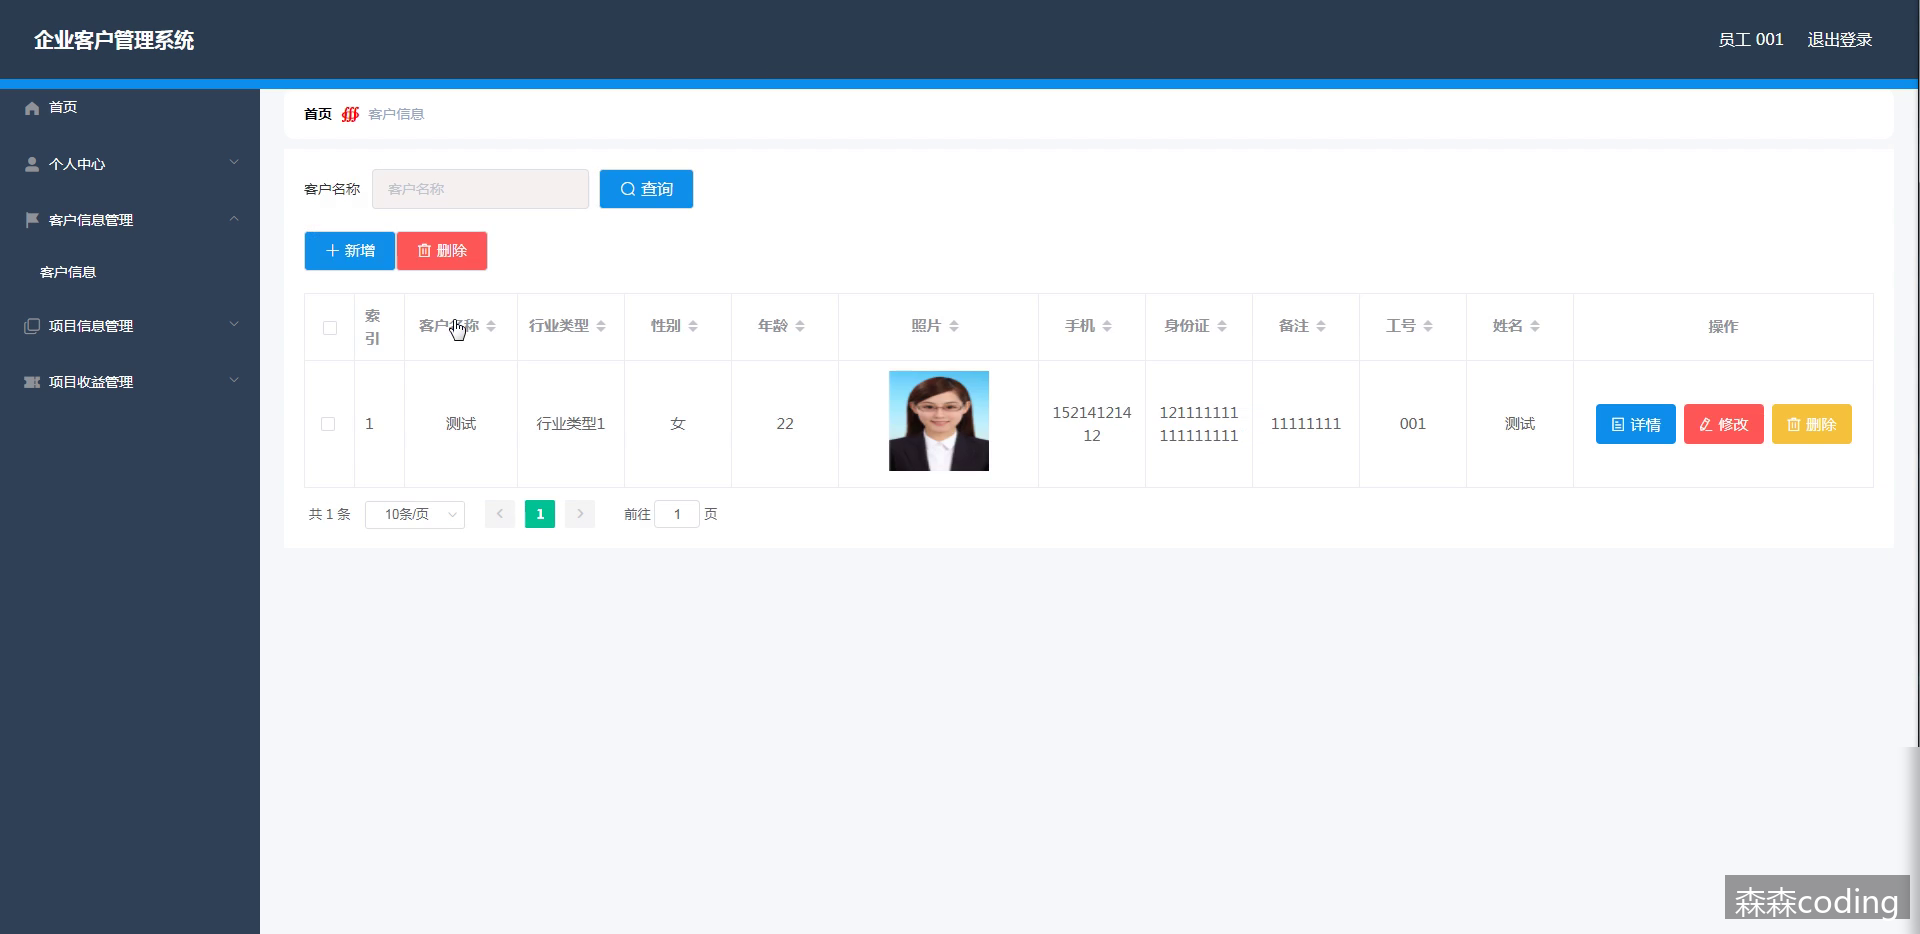 企业客户管理系统
员工 001 退出登录
首页
个人中心
客户信息管理
客户信息
项目信息管理
项目收益管理
首页 客户信息
客户名称 客户名称 查询
新增 删除
索引 客户名称 行业类型 性别 年龄 照片 手机 身份证 备注 工号 姓名 操作
1 测试 行业类型1 女 22 15214121412 121111111111111111 11111111 001 测试 详情 修改 删除
共 1 条 10条/页 1 前往 1 页
森森coding